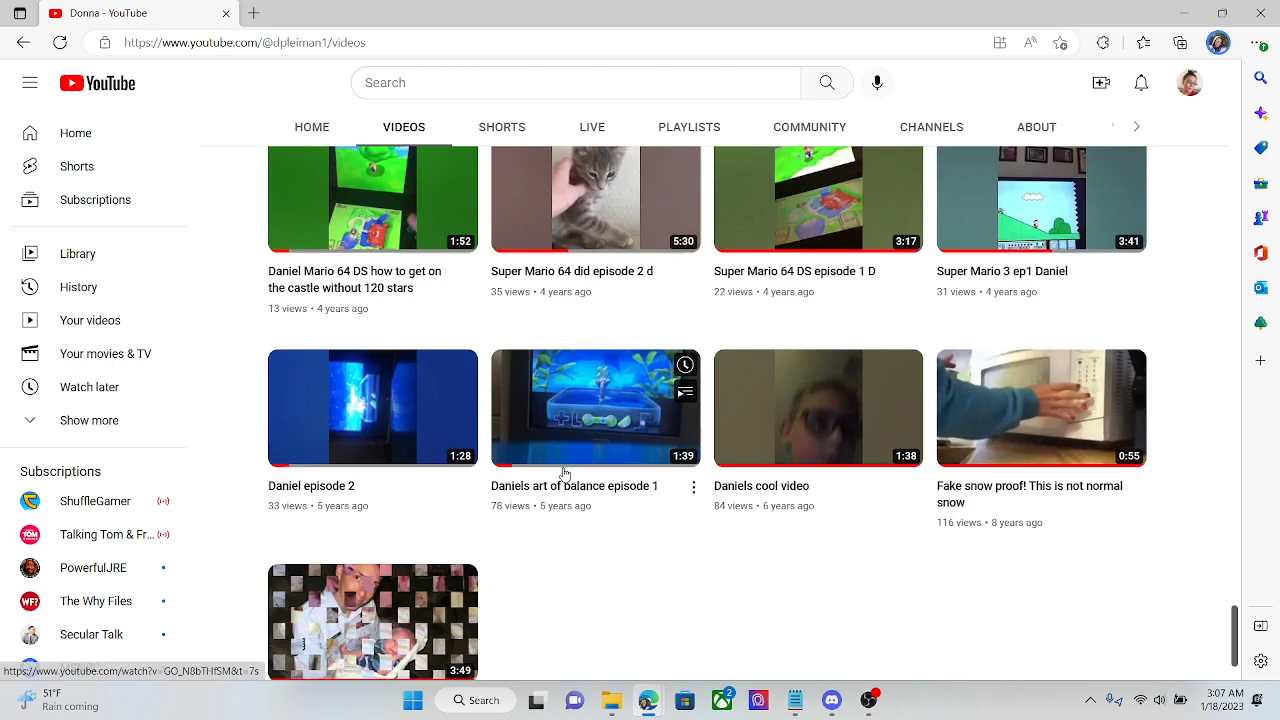 Donna - YouTube
https://www.youtube.com/@dpleiman1/videos
YouTube
Search
HOME
VIDEOS
SHORTS
LIVE
PLAYLISTS
COMMUNITY
CHANNELS
ABOUT
Home
Shorts
Subscriptions
Library
History
Your videos
Your movies & TV
Watch later
Show more
Subscriptions
ShuffleGamer
Talking Tom & Fr...
PowerfulJRE
The Why Files
Secular Talk
1:52
5:30
3:17
3:41
Daniel Mario 64 DS how to get on
the castle without 120 stars
13 views • 4 years ago
Super Mario 64 did episode 2 d
35 views • 4 years ago
Super Mario 64 DS episode 1 D
22 views • 4 years ago
Super Mario 3 ep1 Daniel
31 views • 4 years ago
1:28
1:39
1:38
0:55
Daniel episode 2
33 views • 5 years ago
Daniels art of balance episode 1
78 views • 5 years ago
Daniels cool video
84 views • 6 years ago
Fake snow proof! This is not normal
snow
116 views • 8 years ago
3:49
https://www.youtube.com/watch?v=GO_N8bTHfSM&t=7s
51°F
Rain coming
Search
2
3:07 AM
1/18/2023